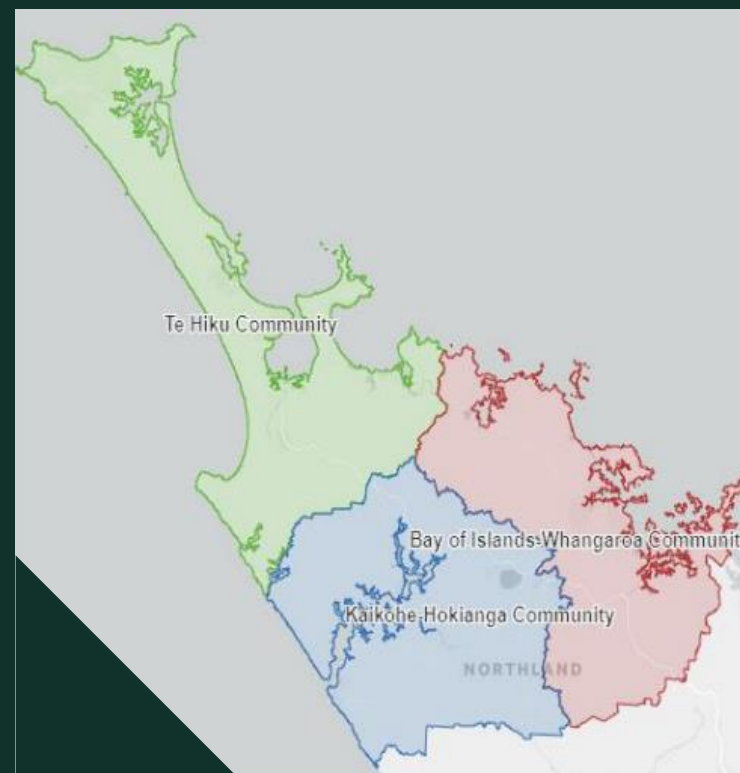 Te Hiku Community
Bay of Islands-Whangaroa Communit
Kaikohe-Hokianga Community
NORTHLAND